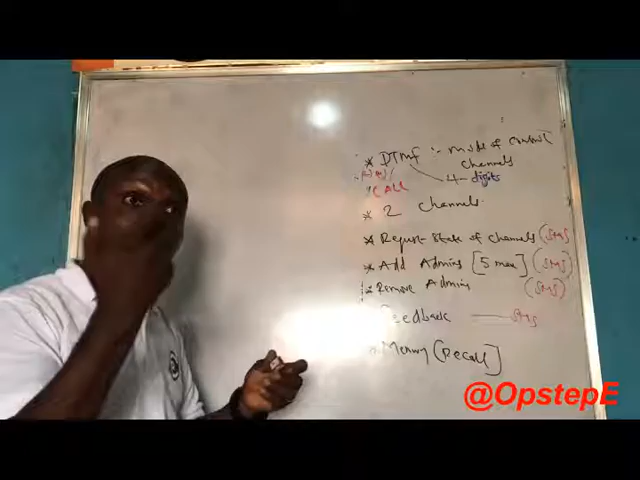 * DTMF :- mode of control
channels
4 - digits
CALL
* 2 channels
* Request State of channels (SMS)
* Add Admins [5 max] (SMS)
* Remove Admins (SMS)
Feedback — SMS
Memory (Recall]
@OpstepE